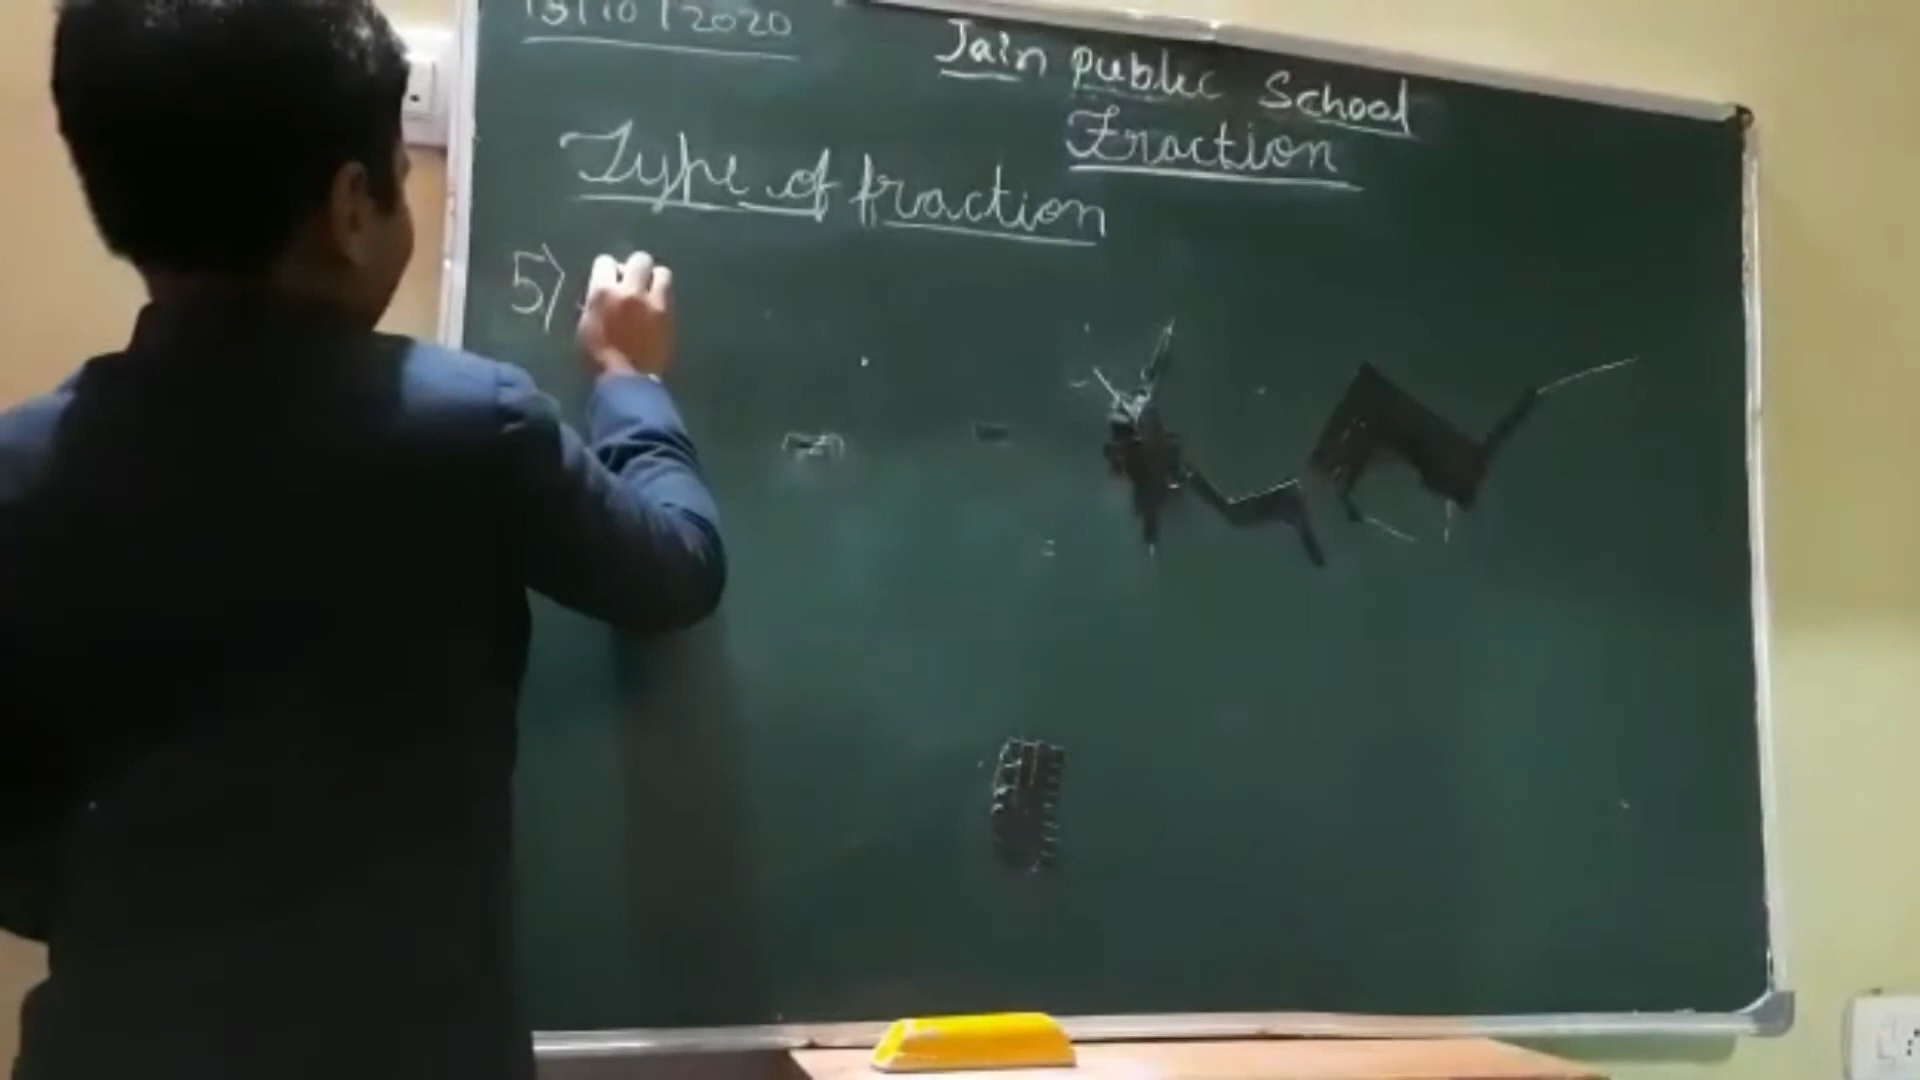 13/10/2020
Jain Public School
Fraction
Type of fraction
5)